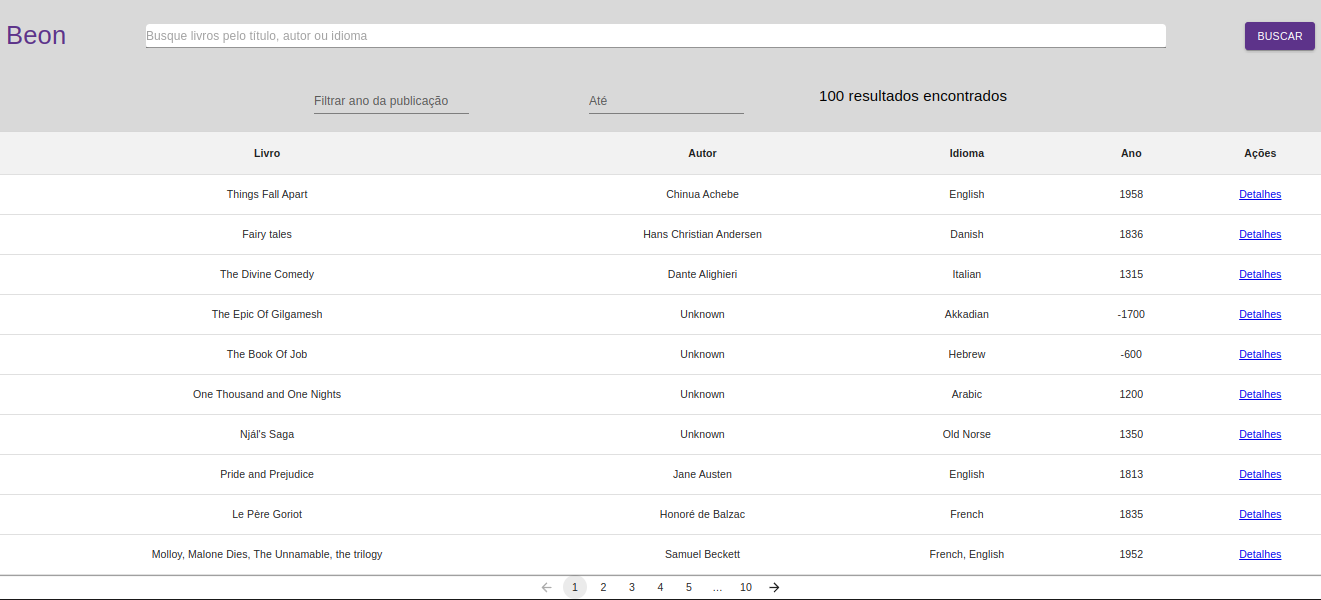 Beon Busque livros pelo título, autor ou idioma BUSCAR
Filtrar ano da publicação Até 100 resultados encontrados
Livro Autor Idioma Ano Ações
Things Fall Apart Chinua Achebe English 1958 Detalhes
Fairy tales Hans Christian Andersen Danish 1836 Detalhes
The Divine Comedy Dante Alighieri Italian 1315 Detalhes
The Epic Of Gilgamesh Unknown Akkadian -1700 Detalhes
The Book Of Job Unknown Hebrew -600 Detalhes
One Thousand and One Nights Unknown Arabic 1200 Detalhes
Njál's Saga Unknown Old Norse 1350 Detalhes
Pride and Prejudice Jane Austen English 1813 Detalhes
Le Père Goriot Honoré de Balzac French 1835 Detalhes
Molloy, Malone Dies, The Unnamable, the trilogy Samuel Beckett French, English 1952 Detalhes
← 1 2 3 4 5 ... 10 →